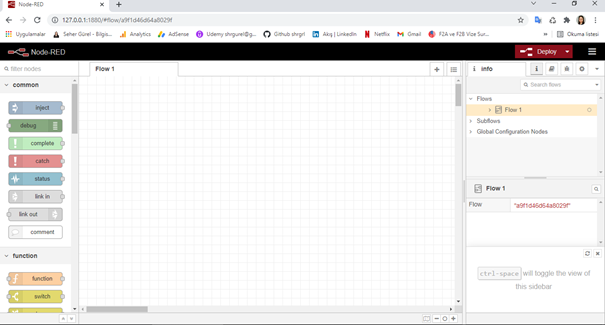 Node-RED
127.0.0.1:1880/#flow/a9f1d46d64a8029f
Uygulamalar
Seher Gürel - Bilgis...
Analytics
AdSense
Udemy shrgural@g...
Github shrgrl
Akış | LinkedIn
Netflix
Gmail
F2A ve F2B Vize Sur...
Okuma listesi
Node-RED
Deploy
filter nodes
Flow 1
info
i
Search flows
common
inject
debug
complete
catch
status
link in
link out
comment
function
function
switch
Flows
Flow 1
Subflows
Global Configuration Nodes
Flow 1
Flow
"a9f1d46d64a8029f"
ctrl-space will toggle the view of
this sidebar